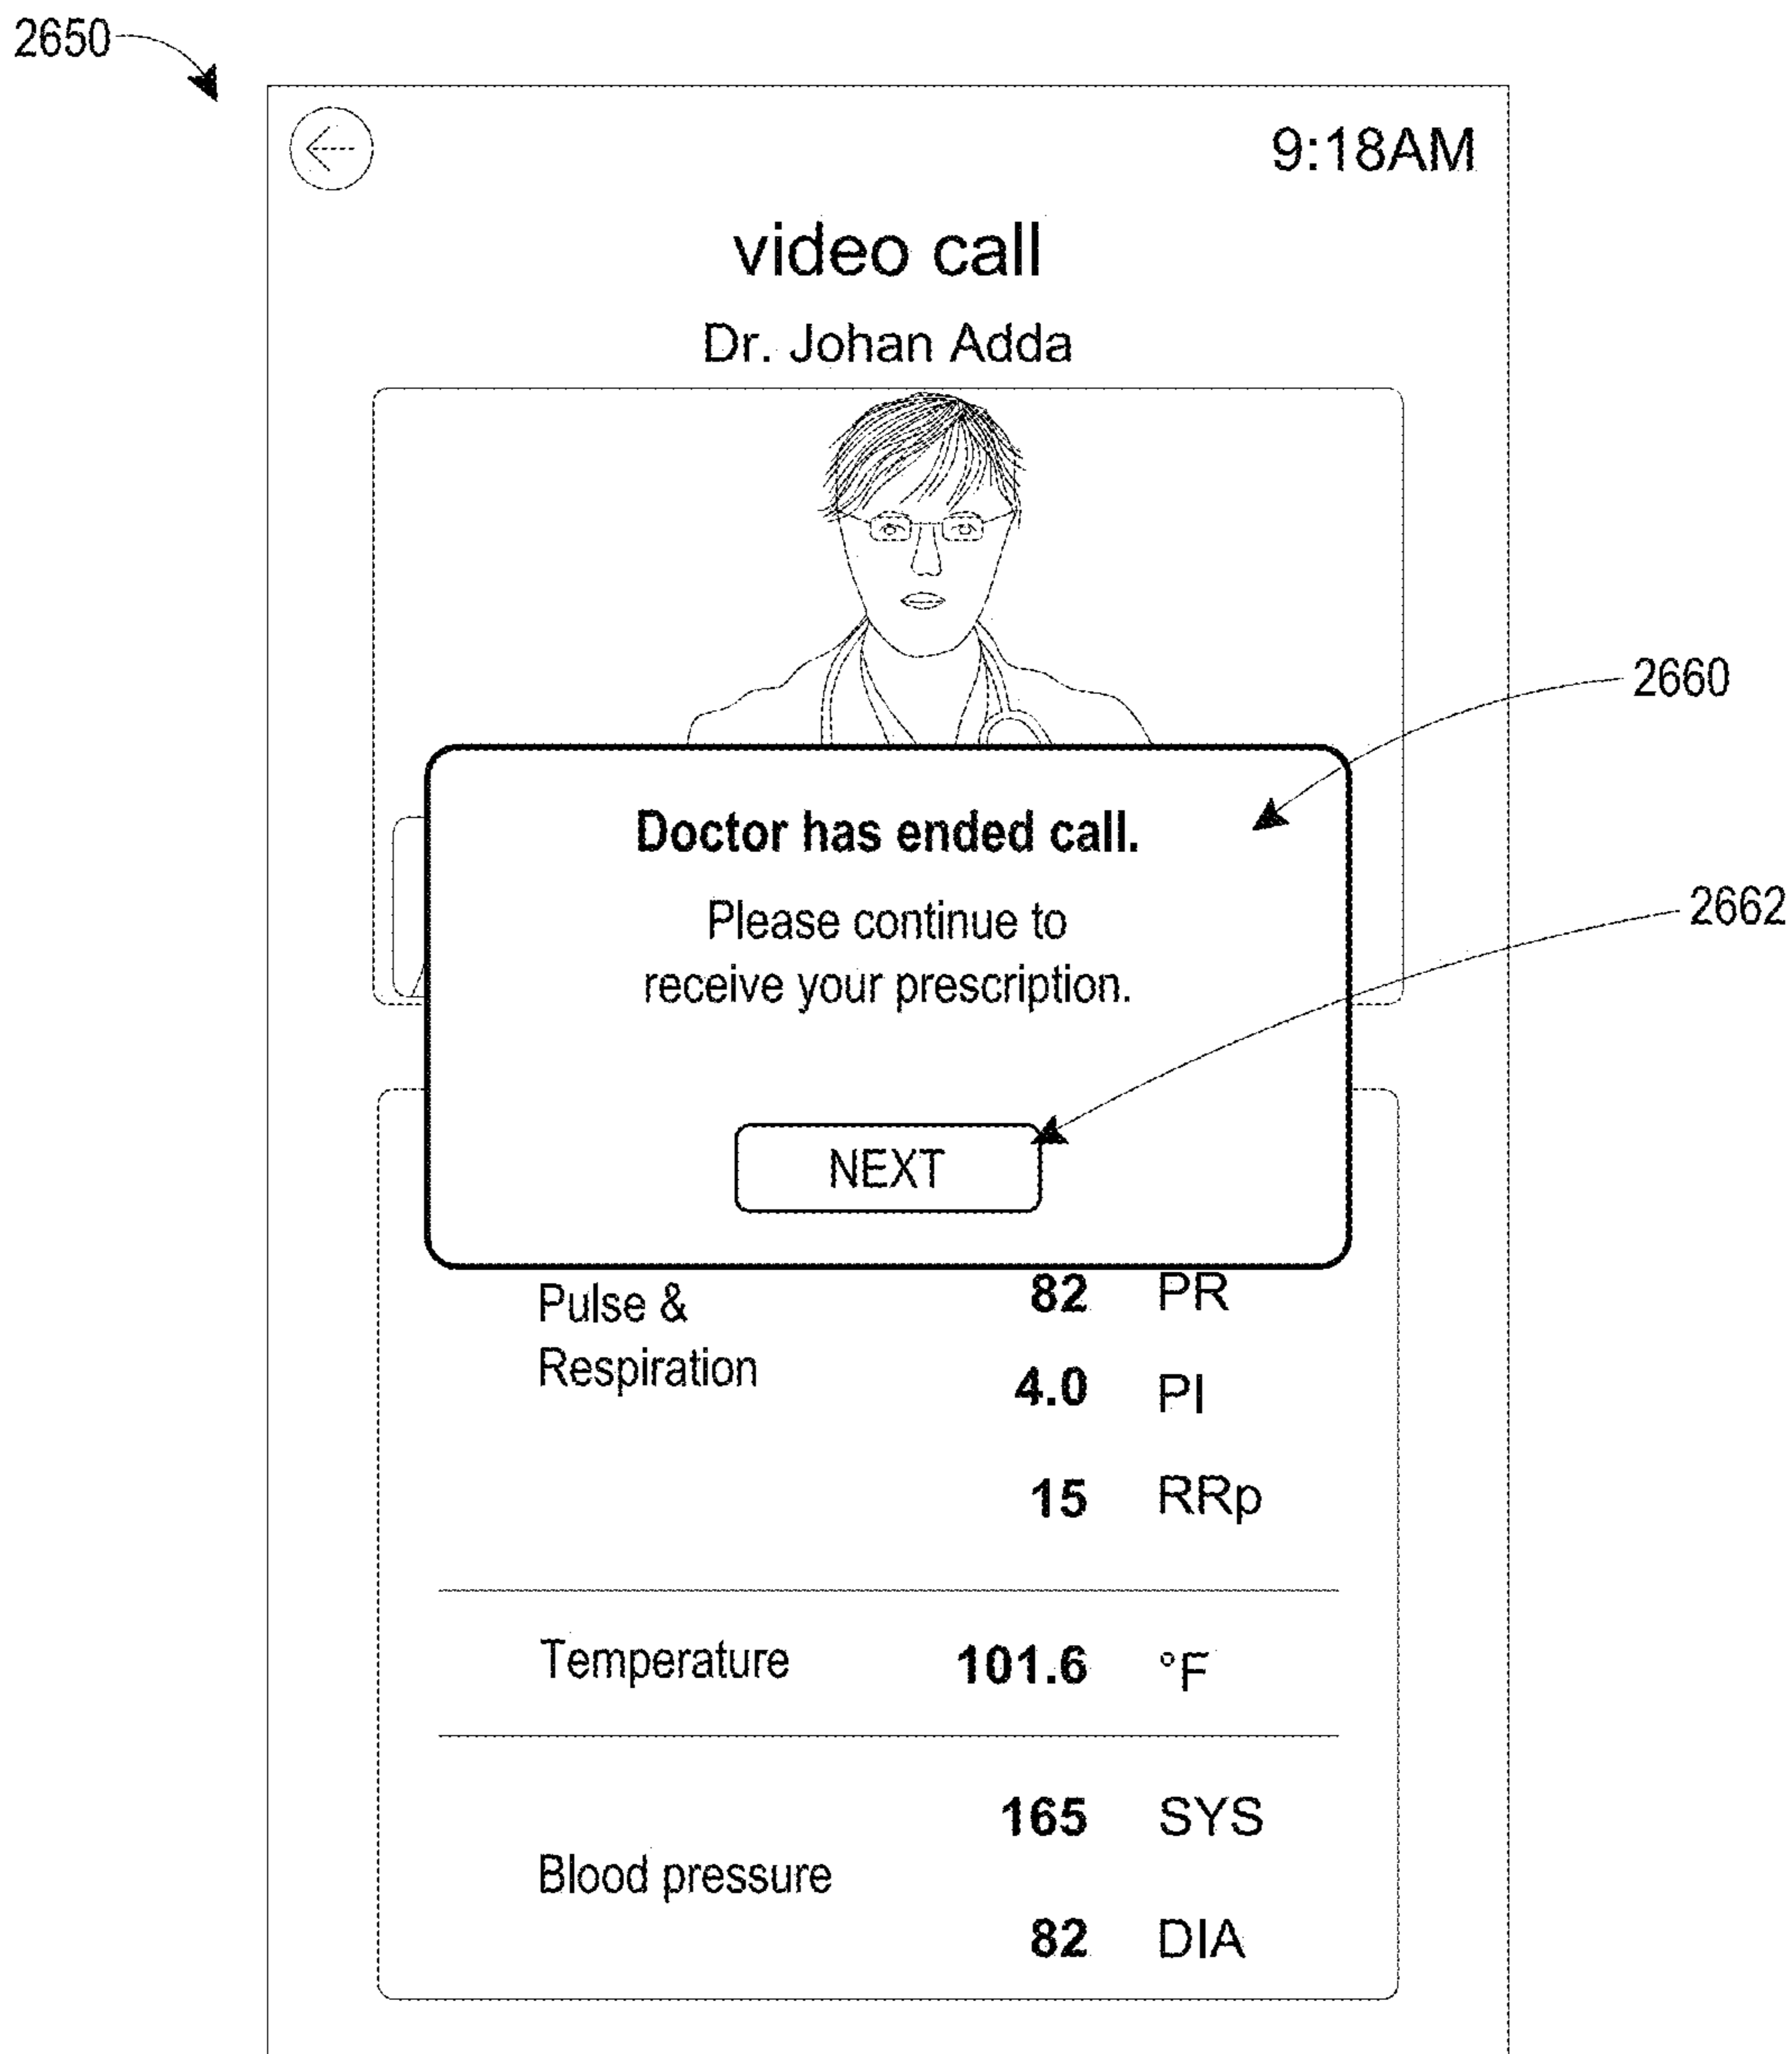 2650
9:18AM
video call
Dr. Johan Adda
2660
Doctor has ended call.
2662
Please continue to
receive your prescription.
NEXT
Pulse & 82 PR
Respiration 4.0 PI
15 RRp
Temperature 101.6 °F
165 SYS
Blood pressure
82 DIA